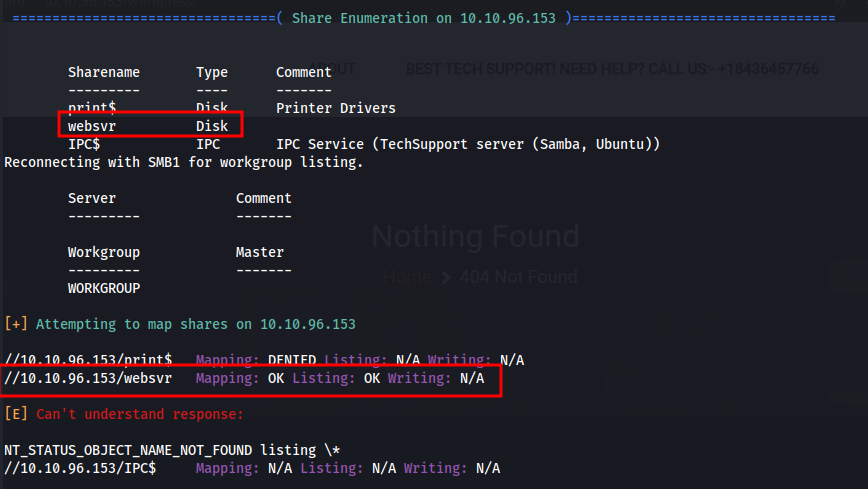 ================================( Share Enumeration on 10.10.96.153 )================================
ABOUT BEST TECH SUPPORT! NEED HELP? CALL US:- +18436457766
Sharename Type Comment
--------- ---- -------
print$ Disk Printer Drivers
websvr Disk
IPC$ IPC IPC Service (TechSupport server (Samba, Ubuntu))
Reconnecting with SMB1 for workgroup listing.
Server Comment
--------- -------
Nothing Found
Workgroup Master
--------- -------
Home > 404 Not Found
WORKGROUP
[+] Attempting to map shares on 10.10.96.153
//10.10.96.153/print$ Mapping: DENIED Listing: N/A Writing: N/A
//10.10.96.153/websvr Mapping: OK Listing: OK Writing: N/A
[E] Can't understand response:
NT_STATUS_OBJECT_NAME_NOT_FOUND listing \*
//10.10.96.153/IPC$ Mapping: N/A Listing: N/A Writing: N/A